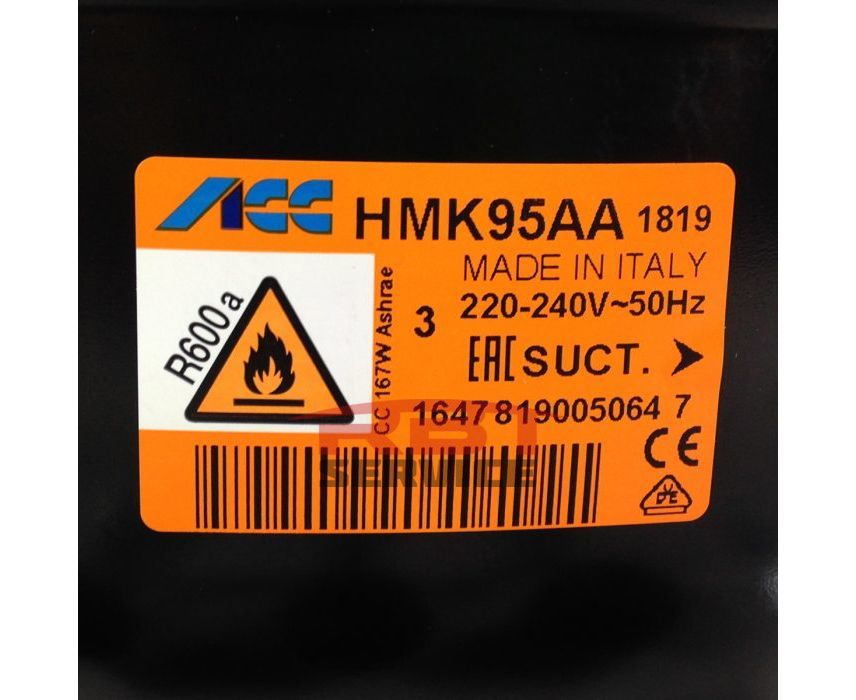 ACC HMK95AA 1819
MADE IN ITALY
220-240V~50Hz
3
EAC SUCT.
R600a
CC 167W Ashrae
1647 819005064 7
CE
RBT
SERVICE